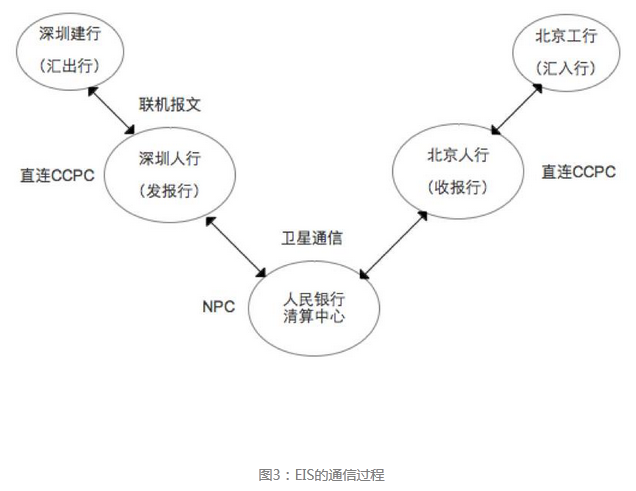 深圳建行
（汇出行）
北京工行
（汇入行）
联机报文
深圳人行
（发报行）
直连CCPC
北京人行
（收报行）
直连CCPC
卫星通信
NPC
人民银行
清算中心
图3：EIS的通信过程